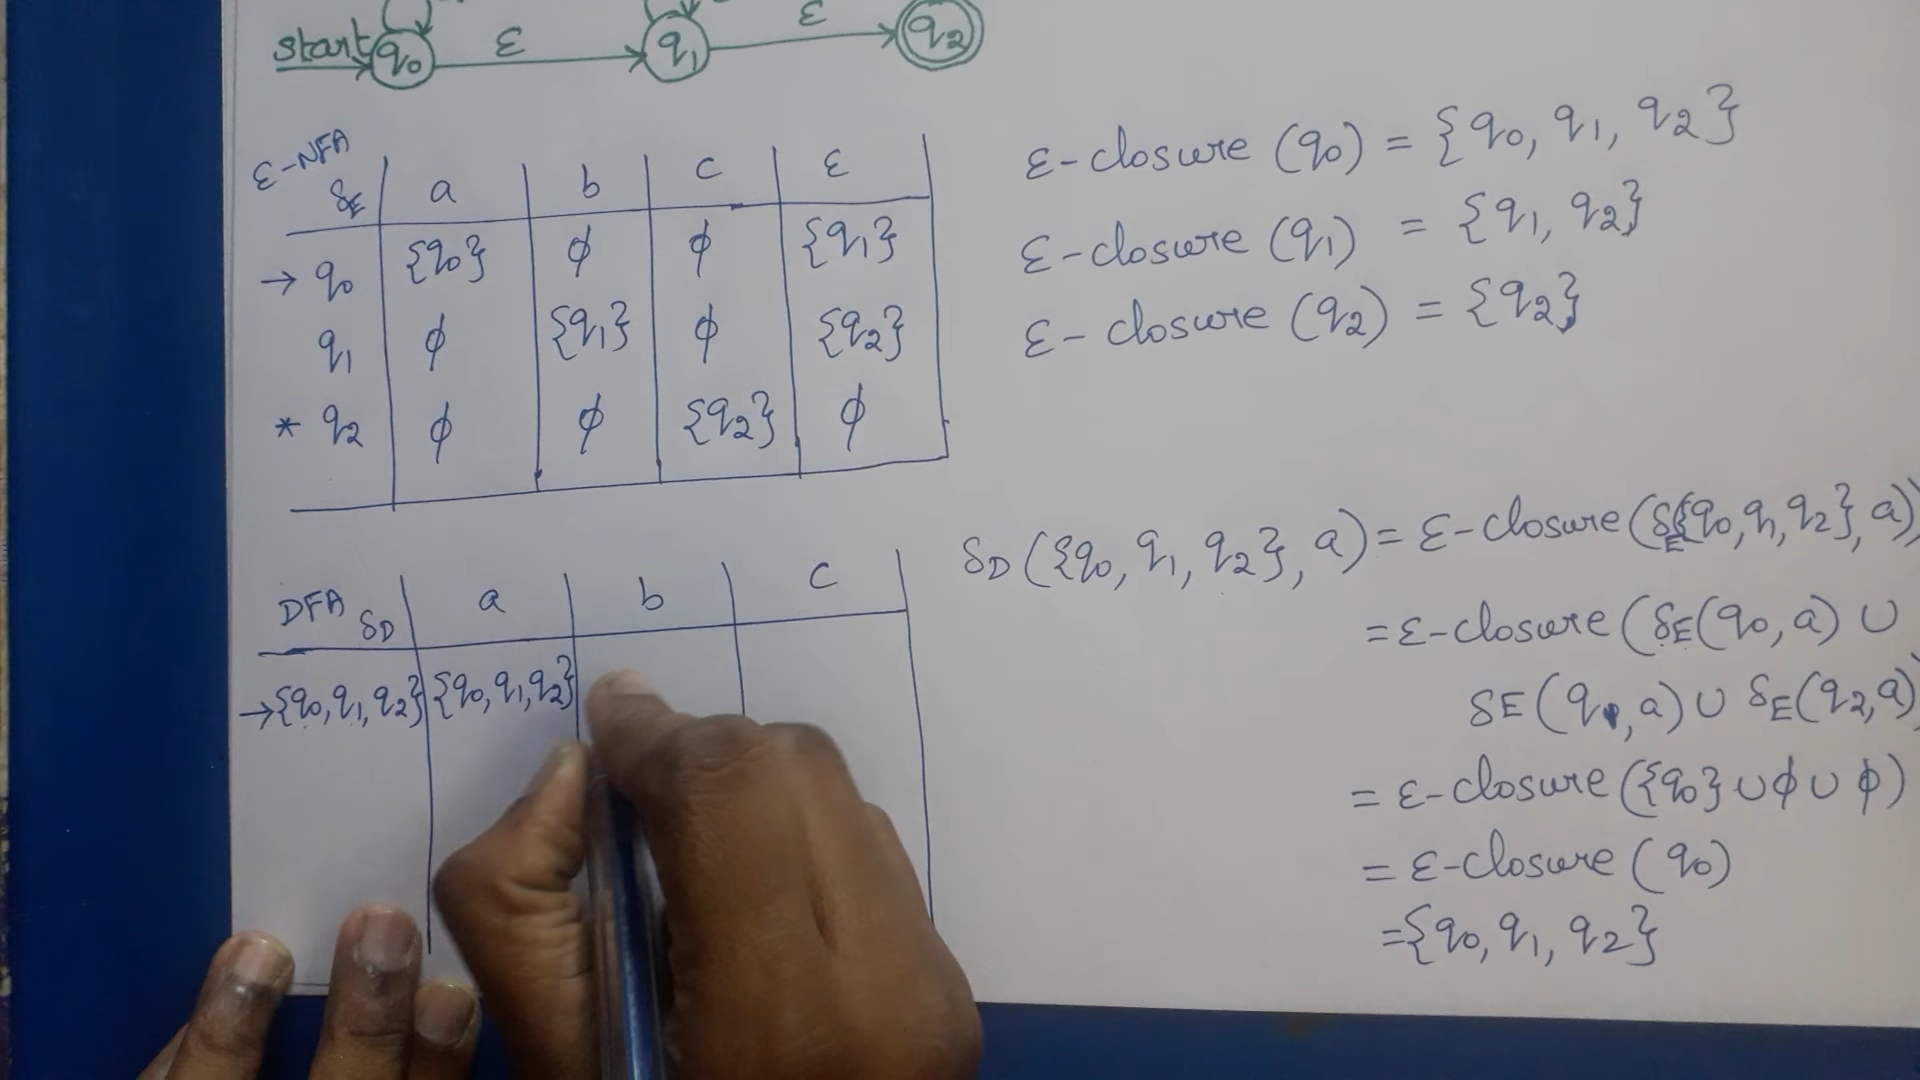 start q0 ε q1 ε q2
ε-NFA
δE a b c ε
→ q0 {q0} ϕ ϕ {q1}
q1 ϕ {q1} ϕ {q2}
* q2 ϕ ϕ {q2} ϕ
ε-closure (q0) = {q0, q1, q2}
ε-closure (q1) = {q1, q2}
ε-closure (q2) = {q2}
DFA δD a b c
→{q0, q1, q2} {q0, q1, q2}
δD ({q0, q1, q2}, a) = ε-closure (δE{q0, q1, q2}, a)
= ε-closure (δE(q0, a) ∪
δE(q1, a) ∪ δE(q2, a)
= ε-closure ({q0} ∪ ϕ ∪ ϕ)
= ε-closure (q0)
= {q0, q1, q2}